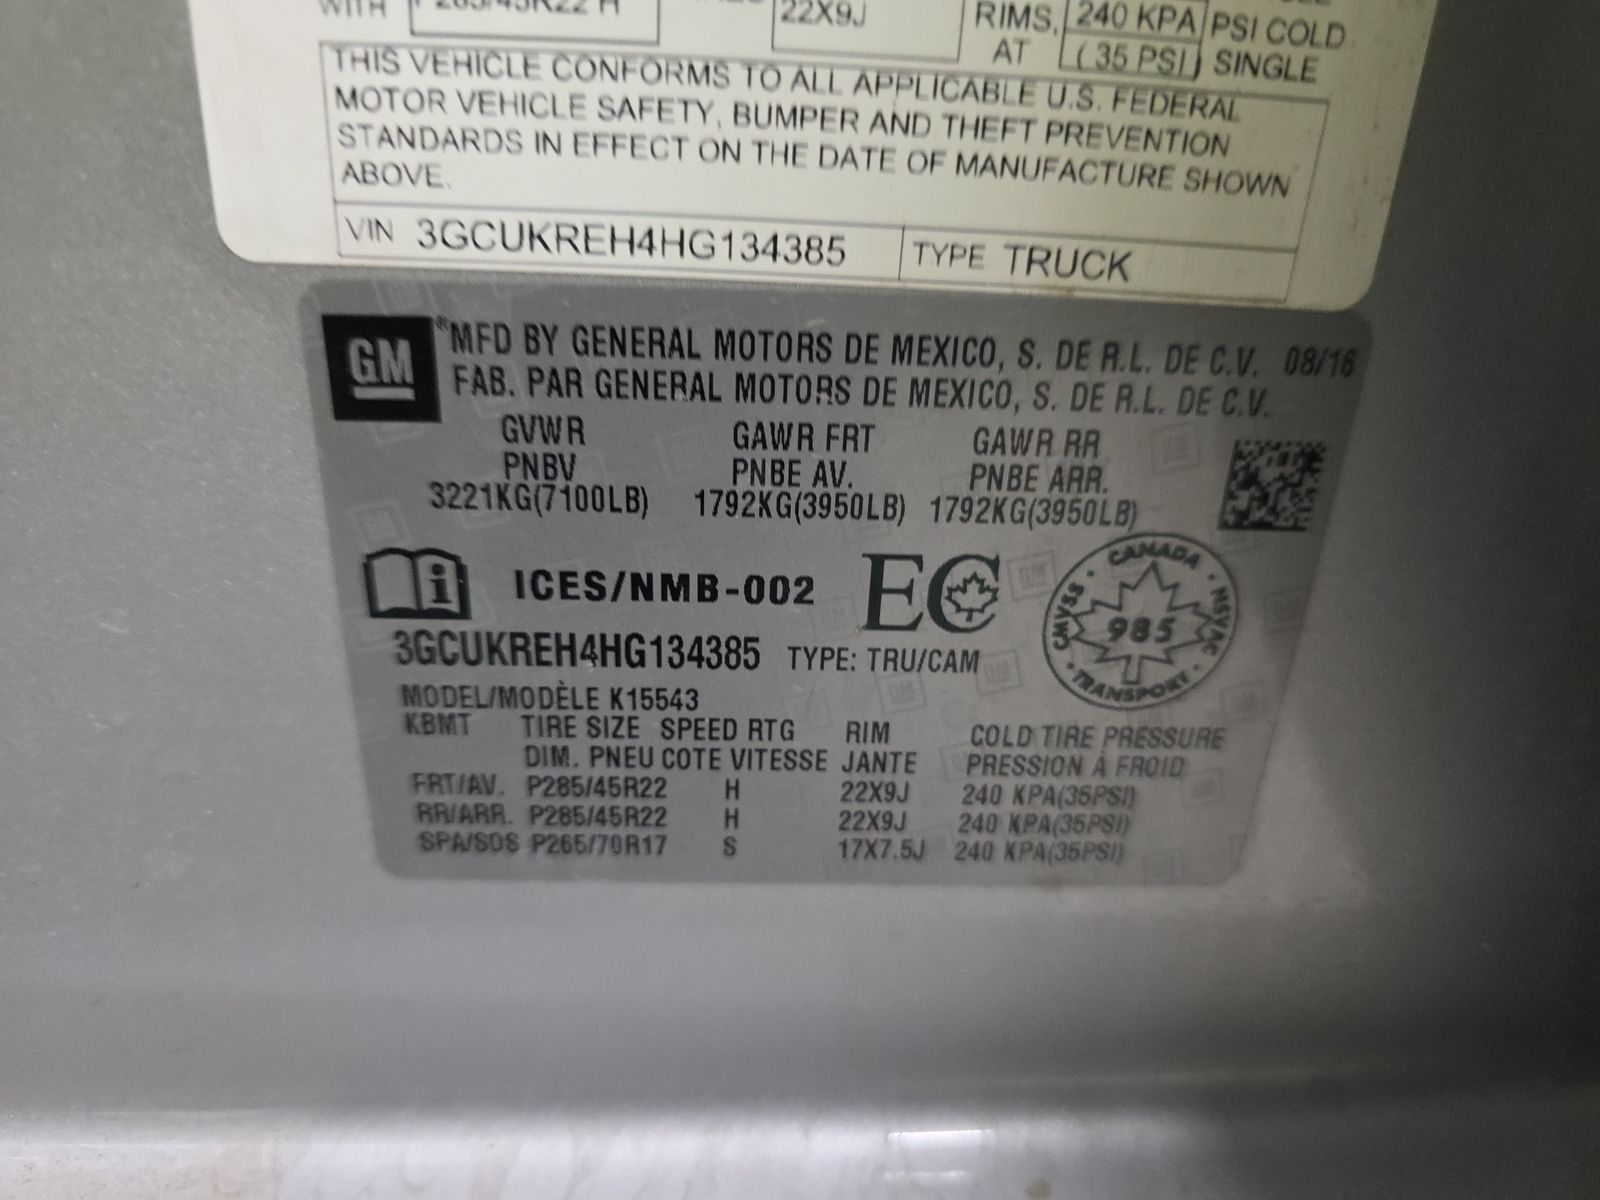 WITH P 285/45R22 H 22X9J RIMS, 240 KPA PSI COLD
AT (35 PSI) SINGLE
THIS VEHICLE CONFORMS TO ALL APPLICABLE U.S. FEDERAL
MOTOR VEHICLE SAFETY, BUMPER AND THEFT PREVENTION
STANDARDS IN EFFECT ON THE DATE OF MANUFACTURE SHOWN
ABOVE.
VIN 3GCUKREH4HG134385 TYPE TRUCK
GM ®MFD BY GENERAL MOTORS DE MEXICO, S. DE R.L. DE C.V. 08/16
FAB. PAR GENERAL MOTORS DE MEXICO, S. DE R.L. DE C.V.
GVWR GAWR FRT GAWR RR
PNBV PNBE AV. PNBE ARR.
3221KG(7100LB) 1792KG(3950LB) 1792KG(3950LB)
i ICES/NMB-002 EC
CANADA
CMVSS · NSVAC
985
TRANSPORT
3GCUKREH4HG134385 TYPE: TRU/CAM
MODEL/MODÈLE K15543
KBMT TIRE SIZE SPEED RTG RIM COLD TIRE PRESSURE
DIM. PNEU COTE VITESSE JANTE PRESSION À FROID
FRT/AV. P285/45R22 H 22X9J 240 KPA(35PSI)
RR/ARR. P285/45R22 H 22X9J 240 KPA(35PSI)
SPA/SOS P265/70R17 S 17X7.5J 240 KPA(35PSI)